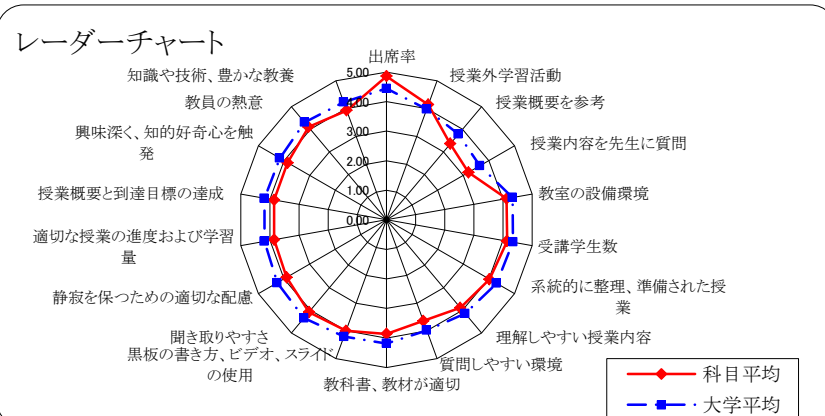 レーダーチャート
出席率
授業外学習活動
授業概要を参考
授業内容を先生に質問
教室の設備環境
受講学生数
系統的に整理、準備された授
業
理解しやすい授業内容
質問しやすい環境
教科書、教材が適切
黒板の書き方、ビデオ、スライド
の使用
聞き取りやすさ
静寂を保つための適切な配慮
適切な授業の進度および学習
量
授業概要と到達目標の達成
興味深く、知的好奇心を触
発
教員の熱意
知識や技術、豊かな教養
5.00
4.00
3.00
2.00
1.00
0.00
科目平均
大学平均